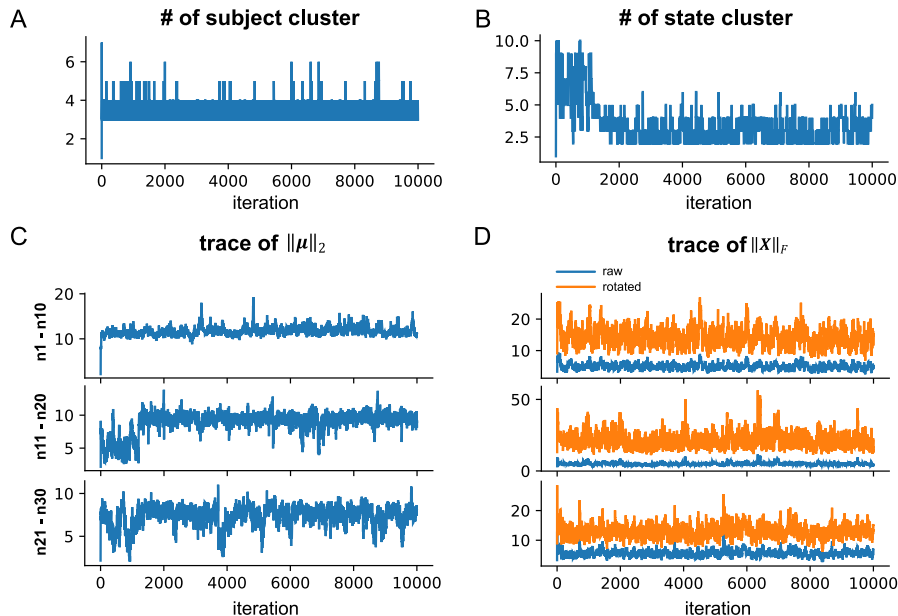 A
# of subject cluster
6
4
2
0 2000 4000 6000 8000 10000
iteration
B
# of state cluster
10.0
7.5
5.0
2.5
0 2000 4000 6000 8000 10000
iteration
C
trace of ‖μ‖₂
n1 - n10
20
10
n11 - n20
10
5
n21 - n30
10
5
0 2000 4000 6000 8000 10000
iteration
D
trace of ‖X‖F
raw
rotated
20
10
50
0
20
10
0 2000 4000 6000 8000 10000
iteration